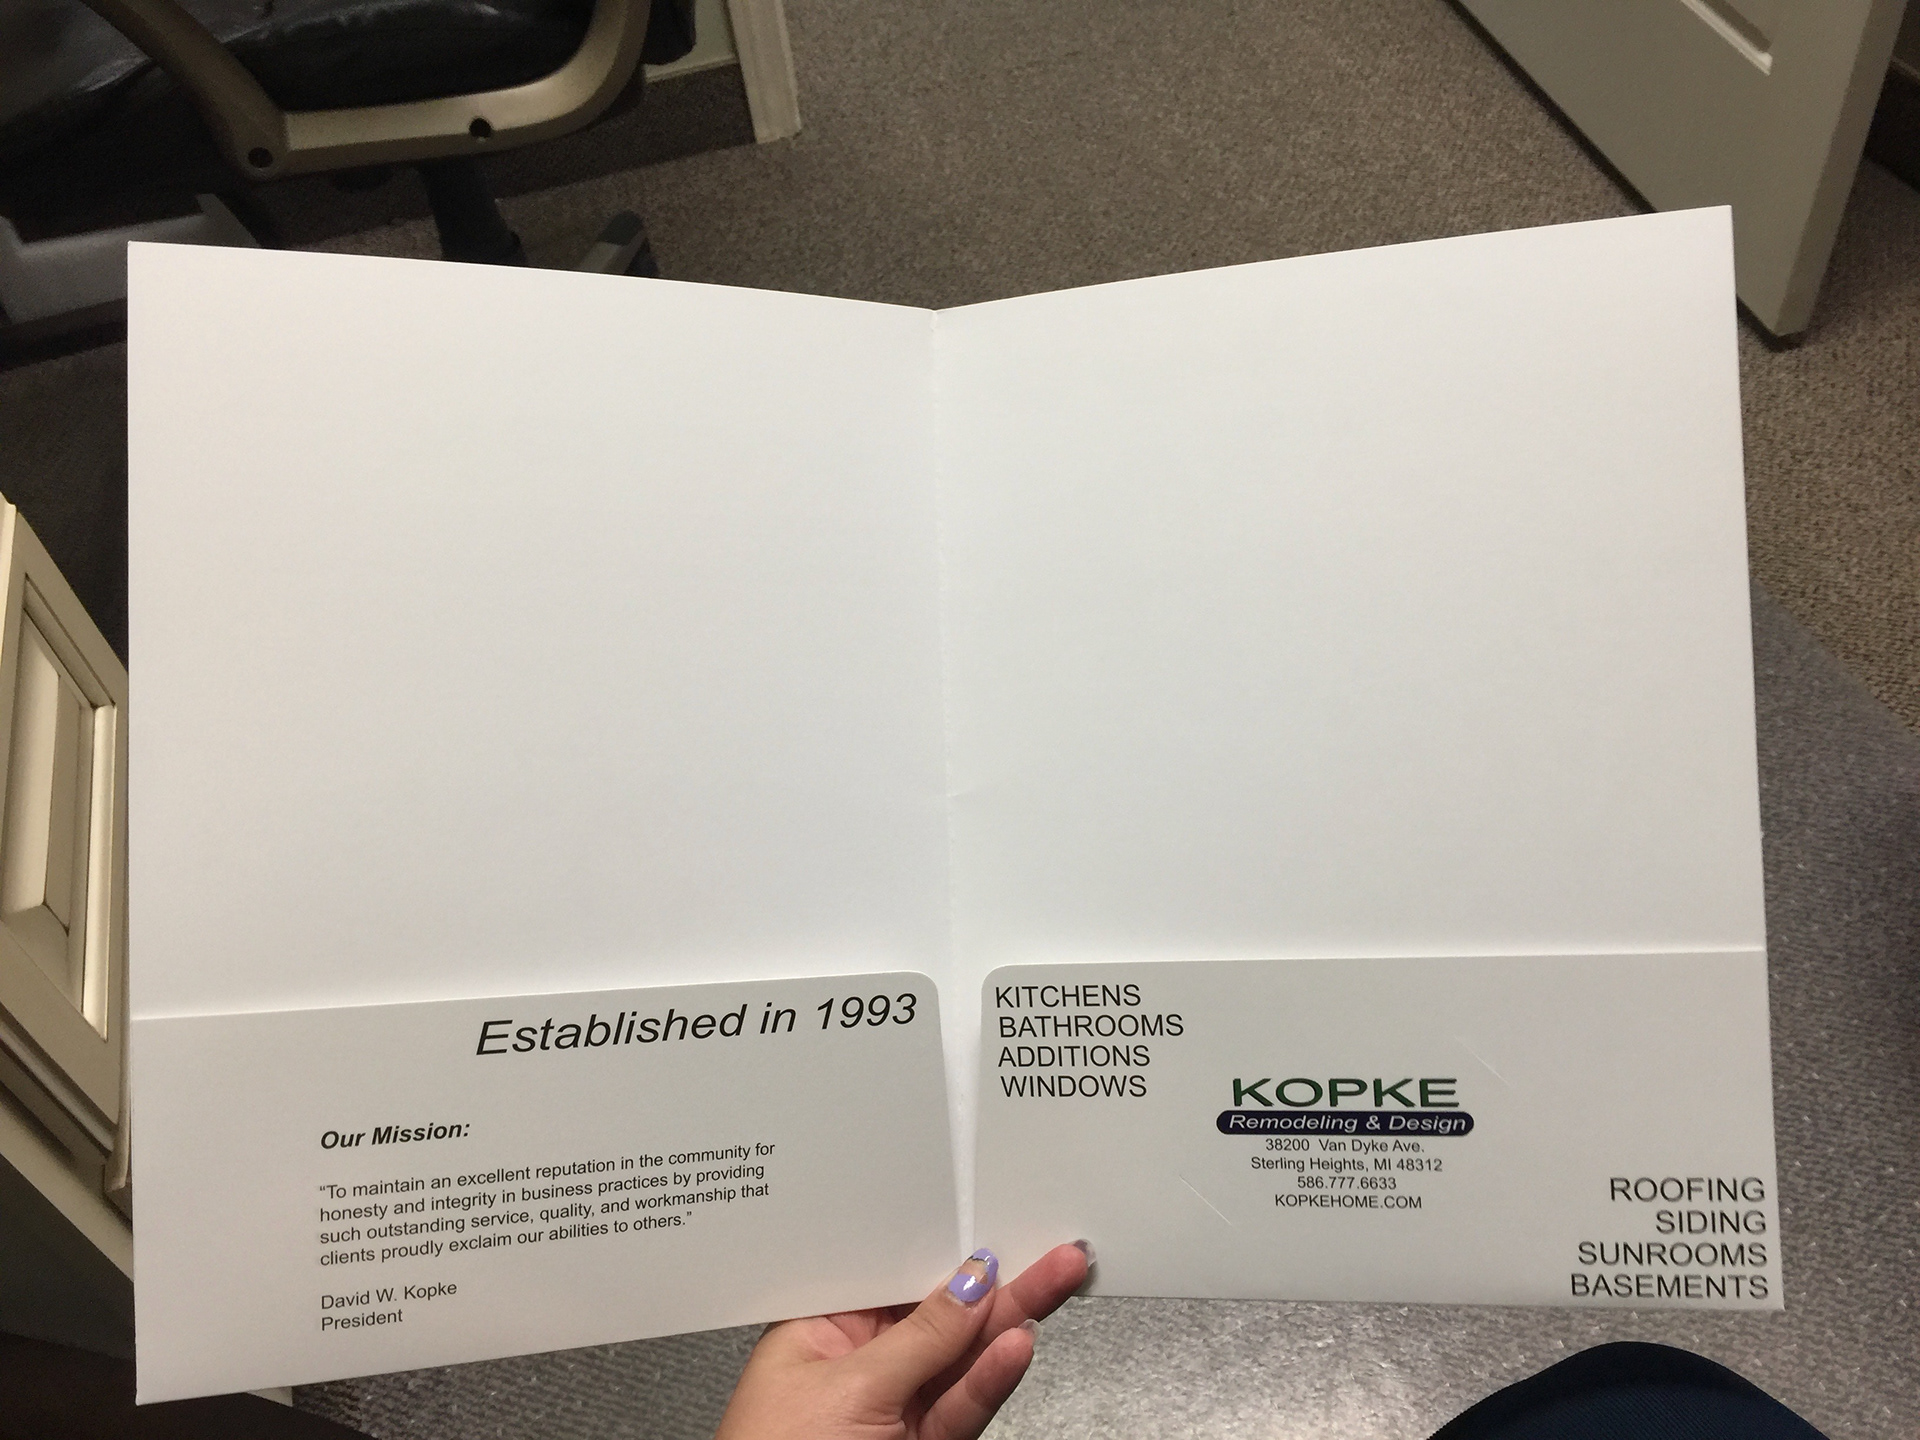 Established in 1993
Our Mission:
“To maintain an excellent reputation in the community for
honesty and integrity in business practices by providing
such outstanding service, quality, and workmanship that
clients proudly exclaim our abilities to others.”
David W. Kopke
President
KITCHENS
BATHROOMS
ADDITIONS
WINDOWS
KOPKE
Remodeling & Design
38200 Van Dyke Ave.
Sterling Heights, MI 48312
586.777.6633
KOPKEHOME.COM
ROOFING
SIDING
SUNROOMS
BASEMENTS